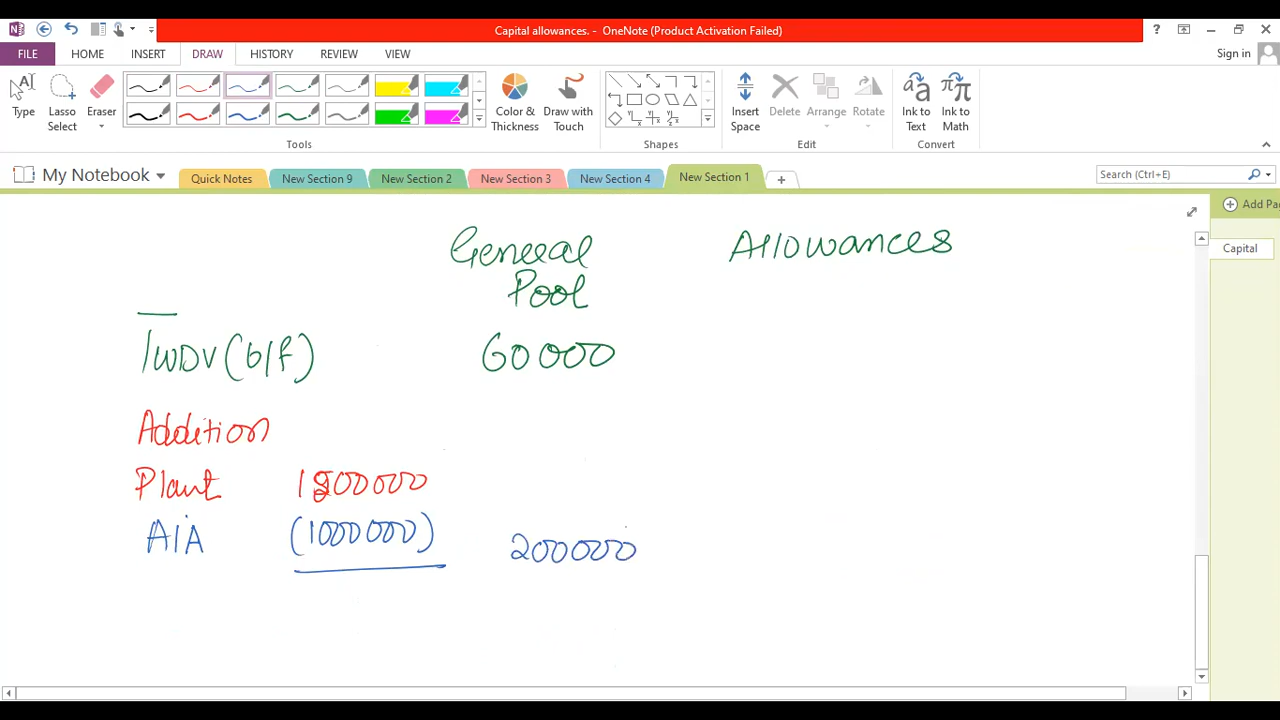 Capital allowances. - OneNote (Product Activation Failed)
?
FILE HOME INSERT DRAW HISTORY REVIEW VIEW
Sign in
Type
Lasso Select
Eraser
Color & Thickness
Draw with Touch
Insert Space
Delete
Arrange
Rotate
Ink to Text
Ink to Math
Tools Shapes Edit Convert
My Notebook Quick Notes New Section 9 New Section 2 New Section 3 New Section 4 New Section 1
Search (Ctrl+E)
Add Pa
Capital
General Allowances
Pool
TWDV(b/f) 60000
Addition
Plant 1200000
AIA (1000000) 200000